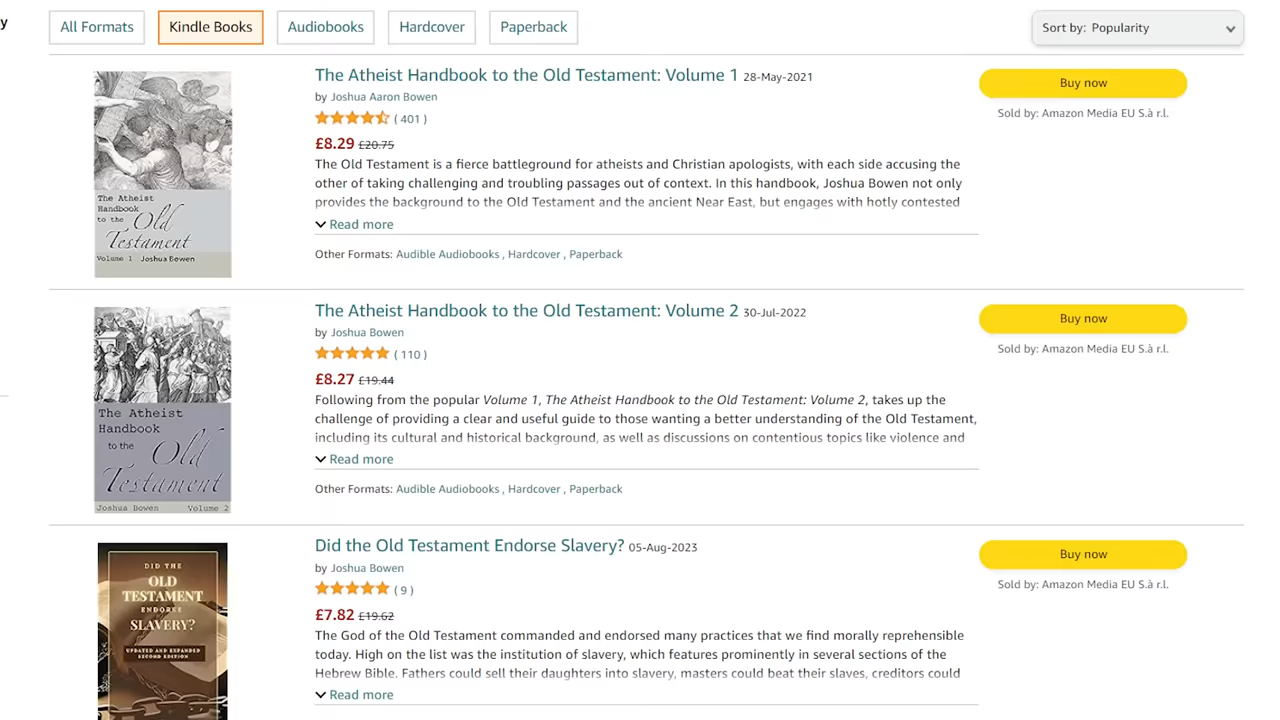 y
All Formats Kindle Books Audiobooks Hardcover Paperback Sort by: Popularity
The Atheist Handbook to the Old Testament: Volume 1 28-May-2021
by Joshua Aaron Bowen
( 401 )
£8.29 £20.75
The Old Testament is a fierce battleground for atheists and Christian apologists, with each side accusing the
other of taking challenging and troubling passages out of context. In this handbook, Joshua Bowen not only
provides the background to the Old Testament and the ancient Near East, but engages with hotly contested
Read more
Other Formats: Audible Audiobooks , Hardcover , Paperback
Buy now
Sold by: Amazon Media EU S.à r.l.
The Atheist
Handbook
to the Old
Testament
Volume 1 Joshua Bowen
The Atheist Handbook to the Old Testament: Volume 2 30-Jul-2022
by Joshua Bowen
( 110 )
£8.27 £19.44
Following from the popular Volume 1, The Atheist Handbook to the Old Testament: Volume 2, takes up the
challenge of providing a clear and useful guide to those wanting a better understanding of the Old Testament,
including its cultural and historical background, as well as discussions on contentious topics like violence and
Read more
Other Formats: Audible Audiobooks , Hardcover , Paperback
Buy now
Sold by: Amazon Media EU S.à r.l.
The Atheist
Handbook
to the Old
Testament
Joshua Bowen Volume 2
Did the Old Testament Endorse Slavery? 05-Aug-2023
by Joshua Bowen
( 9 )
£7.82 £19.62
The God of the Old Testament commanded and endorsed many practices that we find morally reprehensible
today. High on the list was the institution of slavery, which features prominently in several sections of the
Hebrew Bible. Fathers could sell their daughters into slavery, masters could beat their slaves, creditors could
Read more
Buy now
Sold by: Amazon Media EU S.à r.l.
DID THE
OLD
TESTAMENT
ENDORSE
SLAVERY?
UPDATED AND EXPANDED
SECOND EDITION